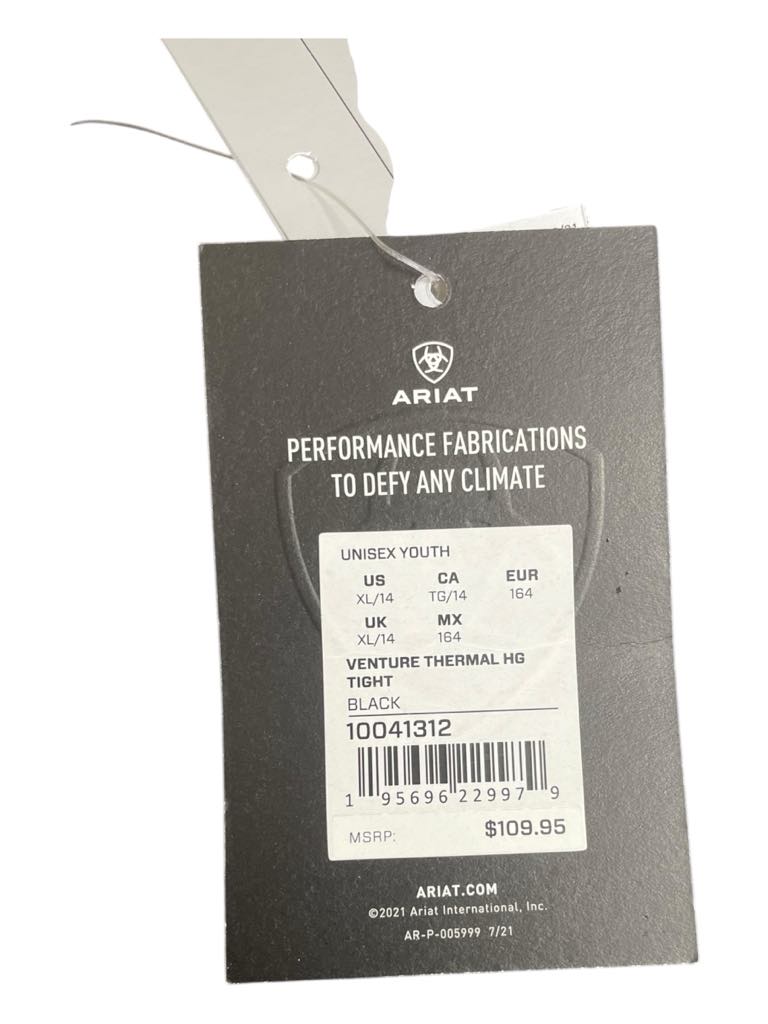 /21
ARIAT
PERFORMANCE FABRICATIONS
TO DEFY ANY CLIMATE
UNISEX YOUTH
US CA EUR
XL/14 TG/14 164
UK MX
XL/14 164
VENTURE THERMAL HG
TIGHT
BLACK
10041312
1 95696 22997 9
MSRP: $109.95
ARIAT.COM
©2021 Ariat International, Inc.
AR-P-005999 7/21